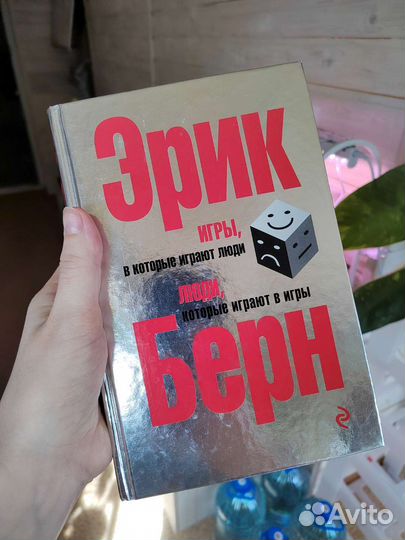 Эрик
игры,
в которые играют люди
люди,
которые играют в игры
Берн
Avito